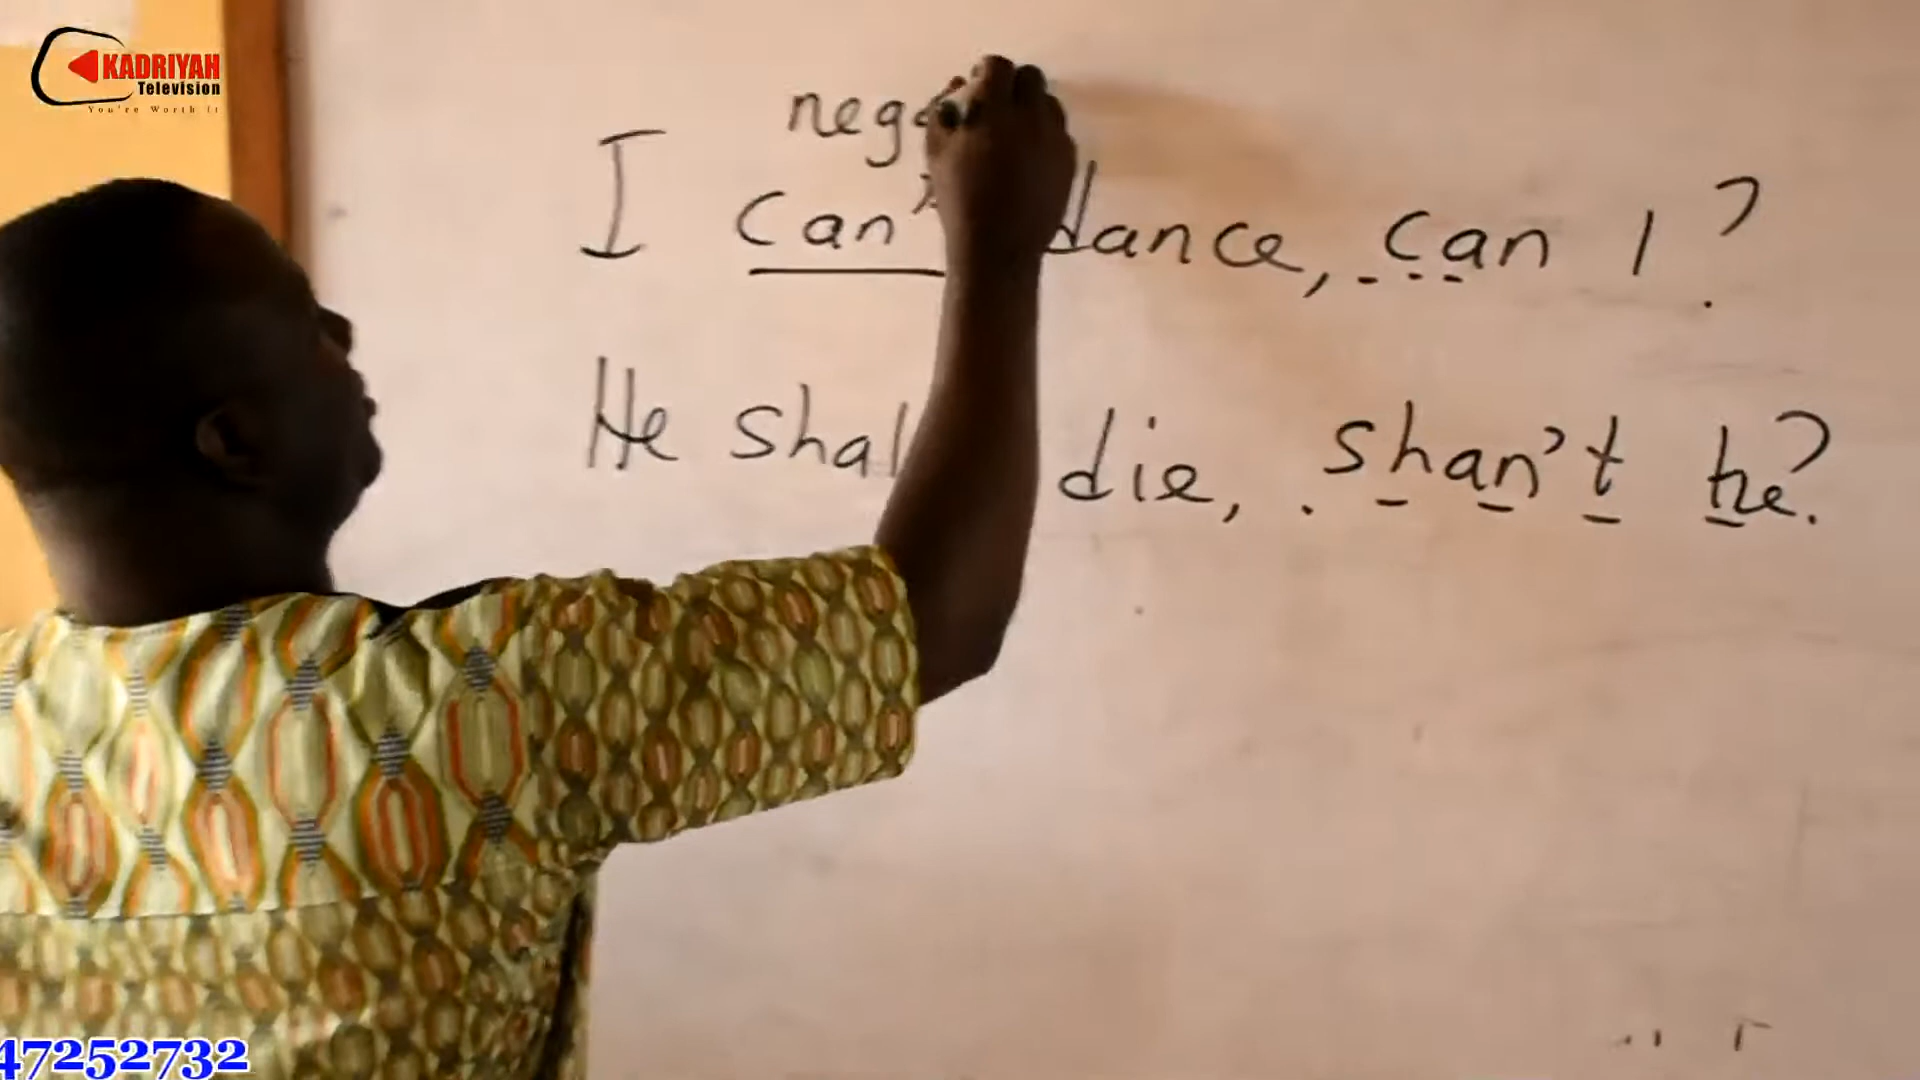 KADRIYAH
Television
You're Worth It
I can't dance, can I?
He shall die, shan't he?
47252732